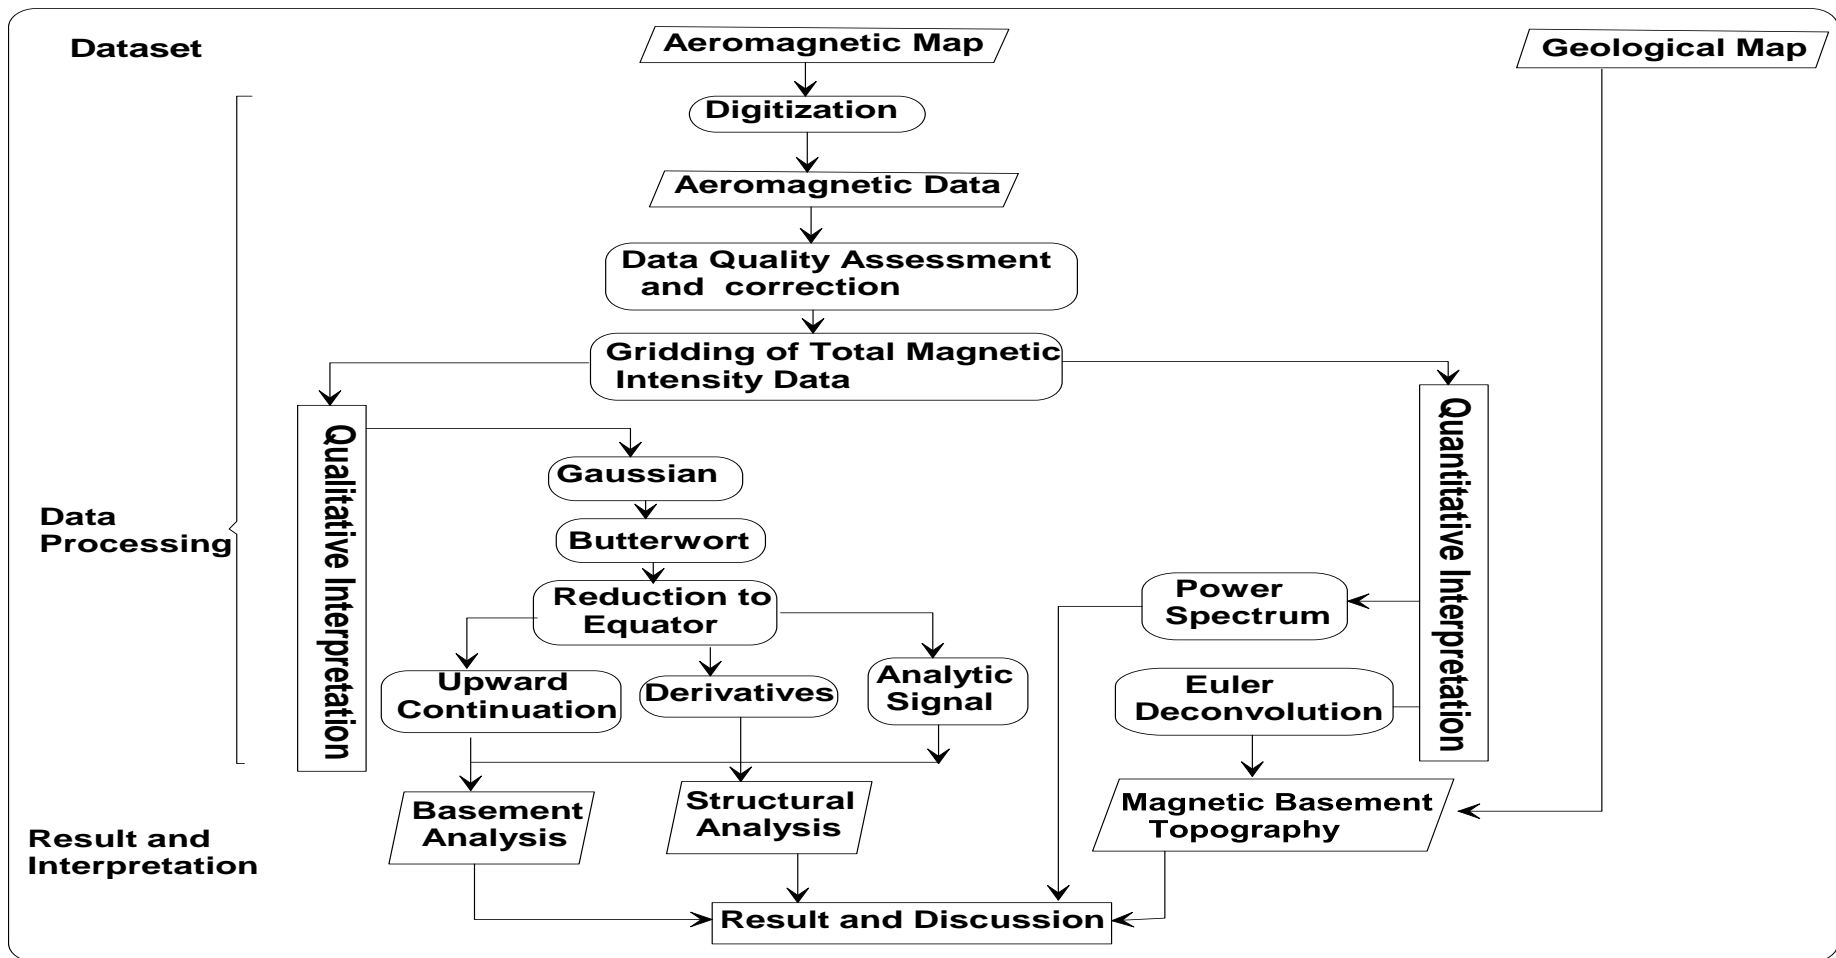 Dataset
Aeromagnetic Map
Geological Map
Digitization
Aeromagnetic Data
Data Quality Assessment
and correction
Gridding of Total Magnetic
Intensity Data
Qualitative Interpretation
Quantitative Interpretation
Gaussian
Butterwort
Data
Processing
Reduction to
Equator
Power
Spectrum
Upward
Continuation
Derivatives
Analytic
Signal
Euler
Deconvolution
Result and
Interpretation
Basement
Analysis
Structural
Analysis
Magnetic Basement
Topography
Result and Discussion